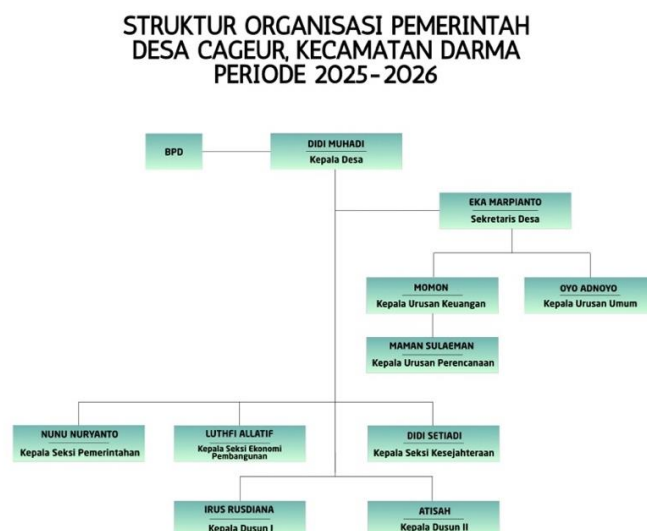 STRUKTUR ORGANISASI PEMERINTAH
DESA CAGEUR, KECAMATAN DARMA
PERIODE 2025-2026
BPD
DIDI MUHADI
Kepala Desa
EKA MARPIANTO
Sekretaris Desa
MOMON
Kepala Urusan Keuangan
OYO ADNOYO
Kepala Urusan Umum
MAMAN SULAEMAN
Kepala Urusan Perencanaan
NUNU NURYANTO
Kepala Seksi Pemerintahan
LUTHFI ALLATIF
Kepala Seksi Ekonomi
Pembangunan
DIDI SETIADI
Kepala Seksi Kesejahteraan
IRUS RUSDIANA
Kepala Dusun I
ATISAH
Kepala Dusun II